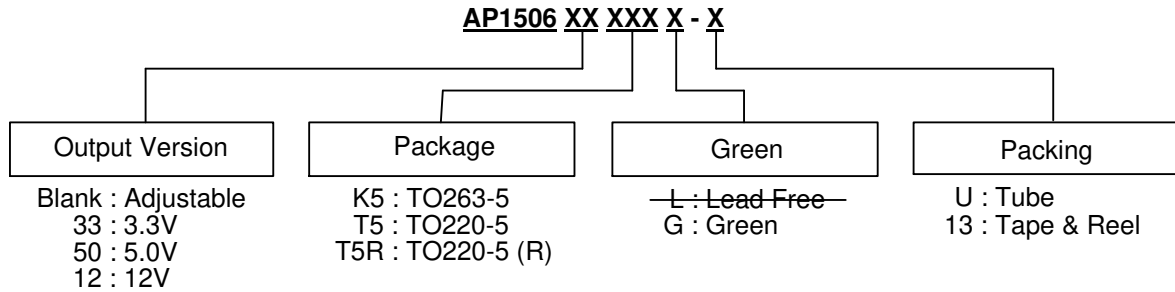 AP1506 XX XXX X - X
Output Version
Blank : Adjustable
33 : 3.3V
50 : 5.0V
12 : 12V
Package
K5 : TO263-5
T5 : TO220-5
T5R : TO220-5 (R)
Green
L : Lead Free
G : Green
Packing
U : Tube
13 : Tape & Reel